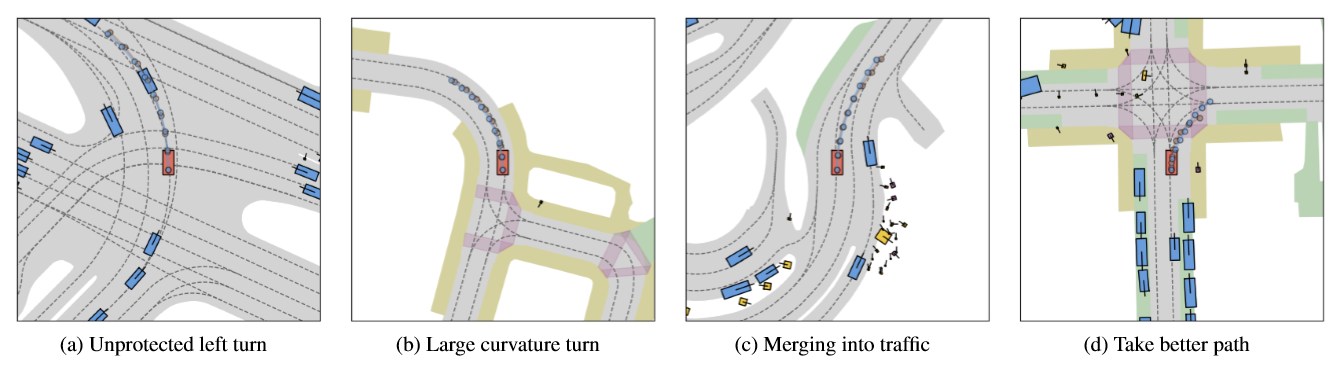 (a) Unprotected left turn
(b) Large curvature turn
(c) Merging into traffic
(d) Take better path